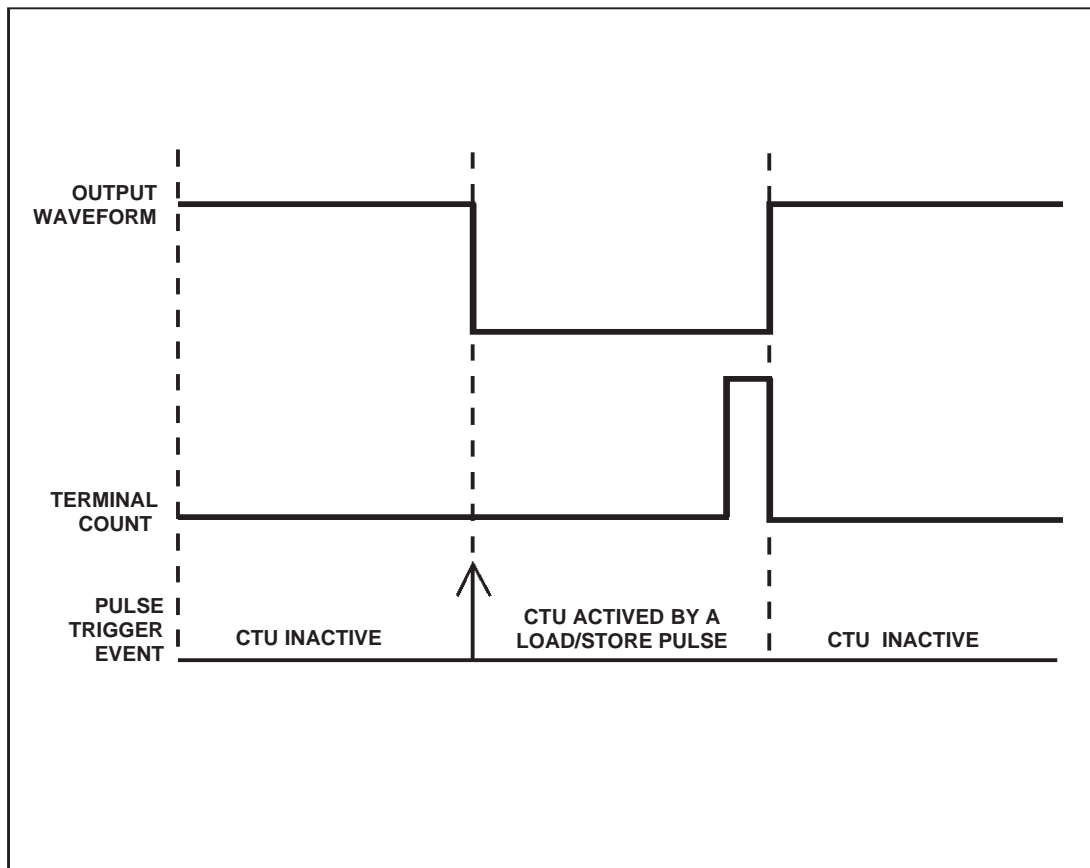 OUTPUT
WAVEFORM
TERMINAL
COUNT
PULSE
TRIGGER
EVENT
CTU INACTIVE
CTU ACTIVED BY A
LOAD/STORE PULSE
CTU INACTIVE